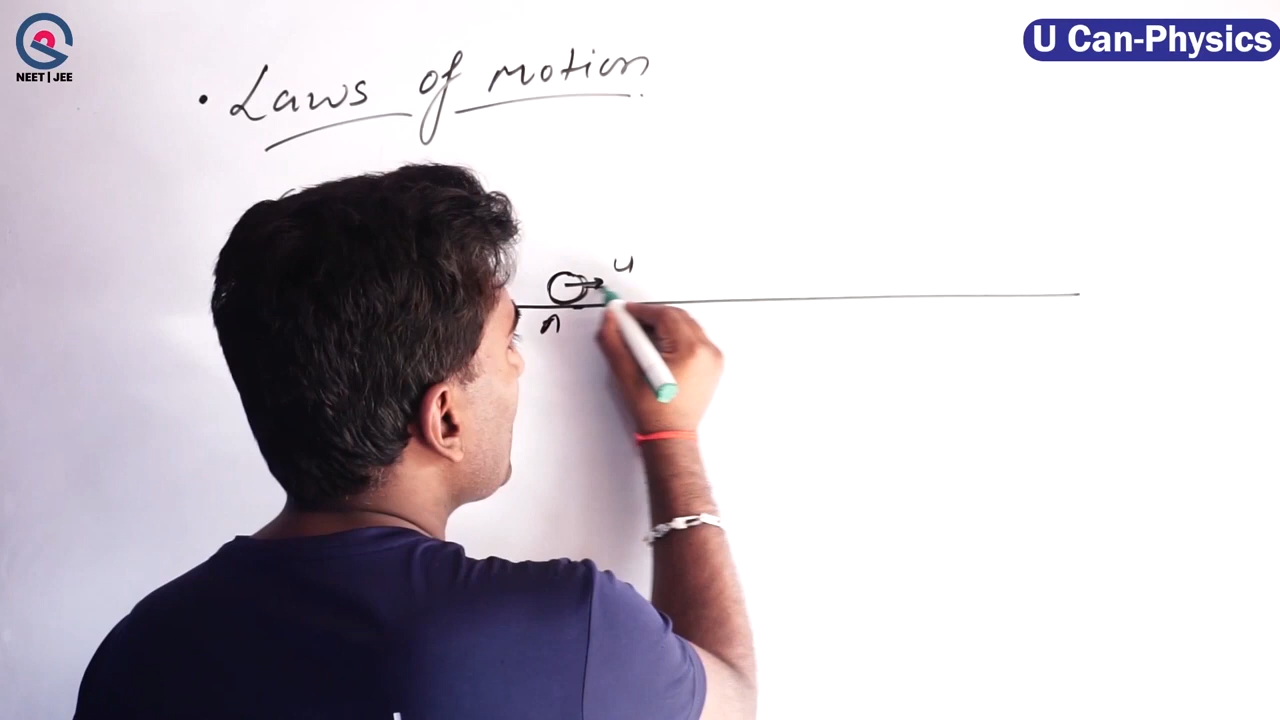 NEET | JEE
U Can-Physics
• Laws of motion
u